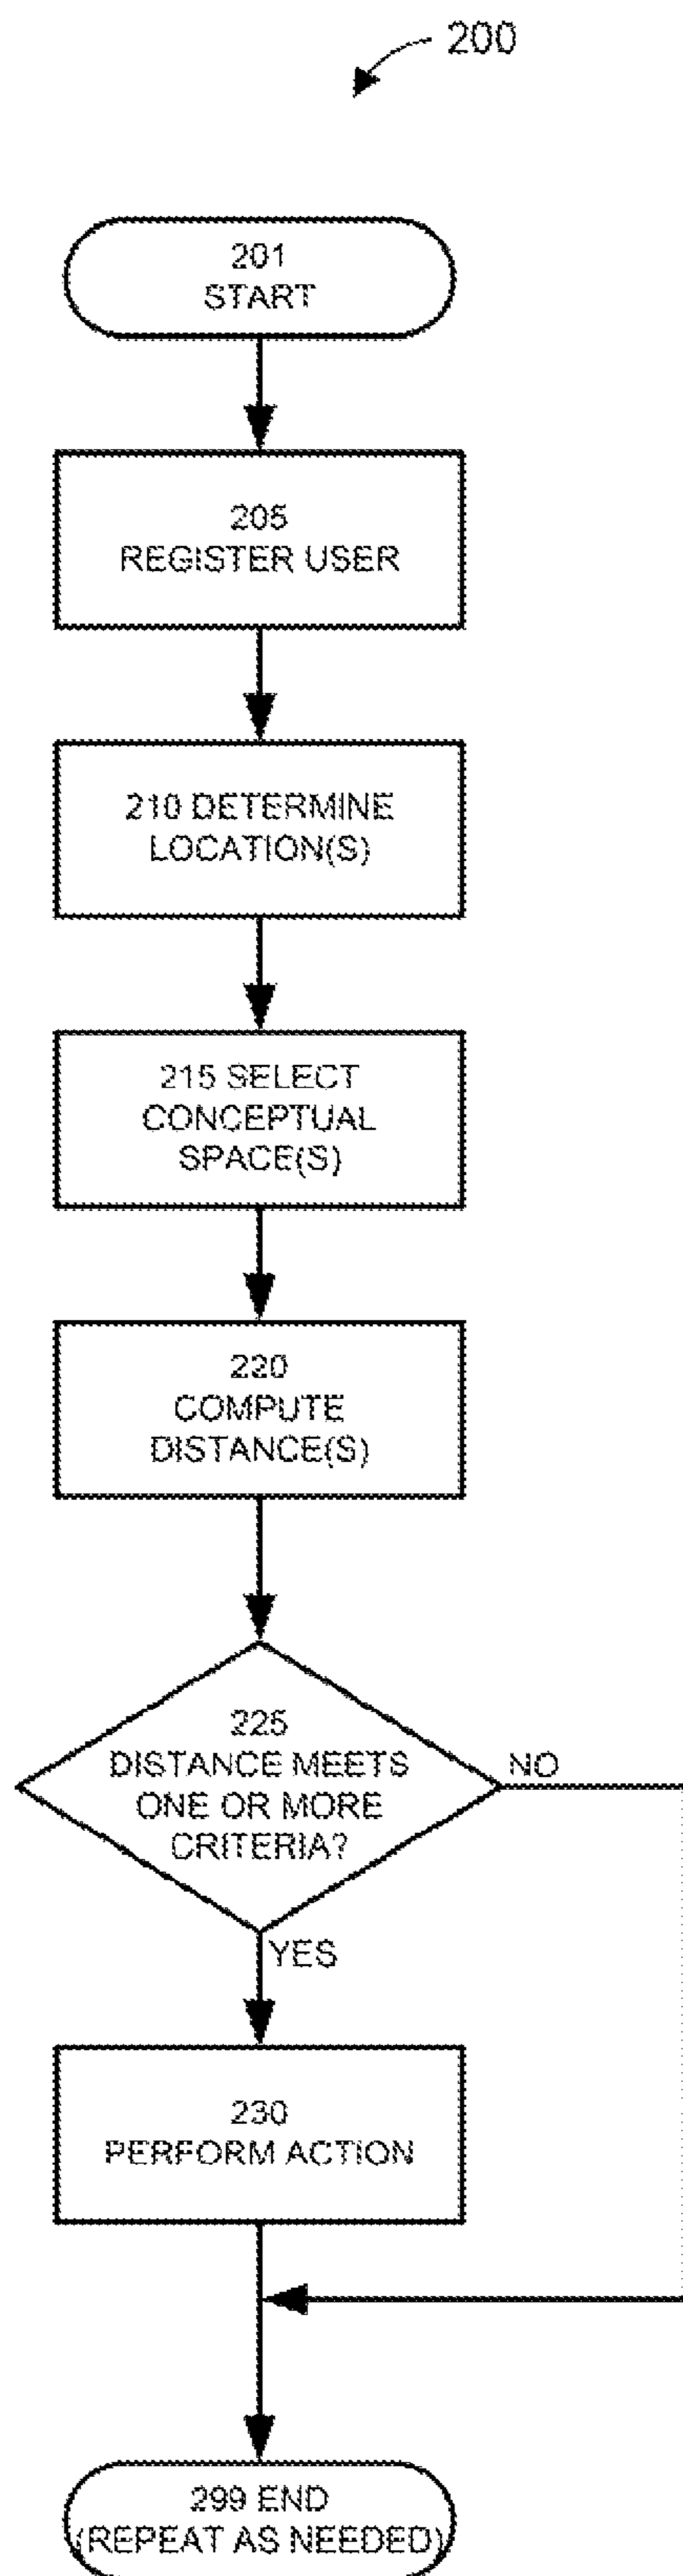 200
201
START
205
REGISTER USER
210 DETERMINE
LOCATION(S)
215 SELECT
CONCEPTUAL
SPACE(S)
220
COMPUTE
DISTANCE(S)
225
DISTANCE MEETS
ONE OR MORE
CRITERIA?
NO
YES
230
PERFORM ACTION
299 END
(REPEAT AS NEEDED)